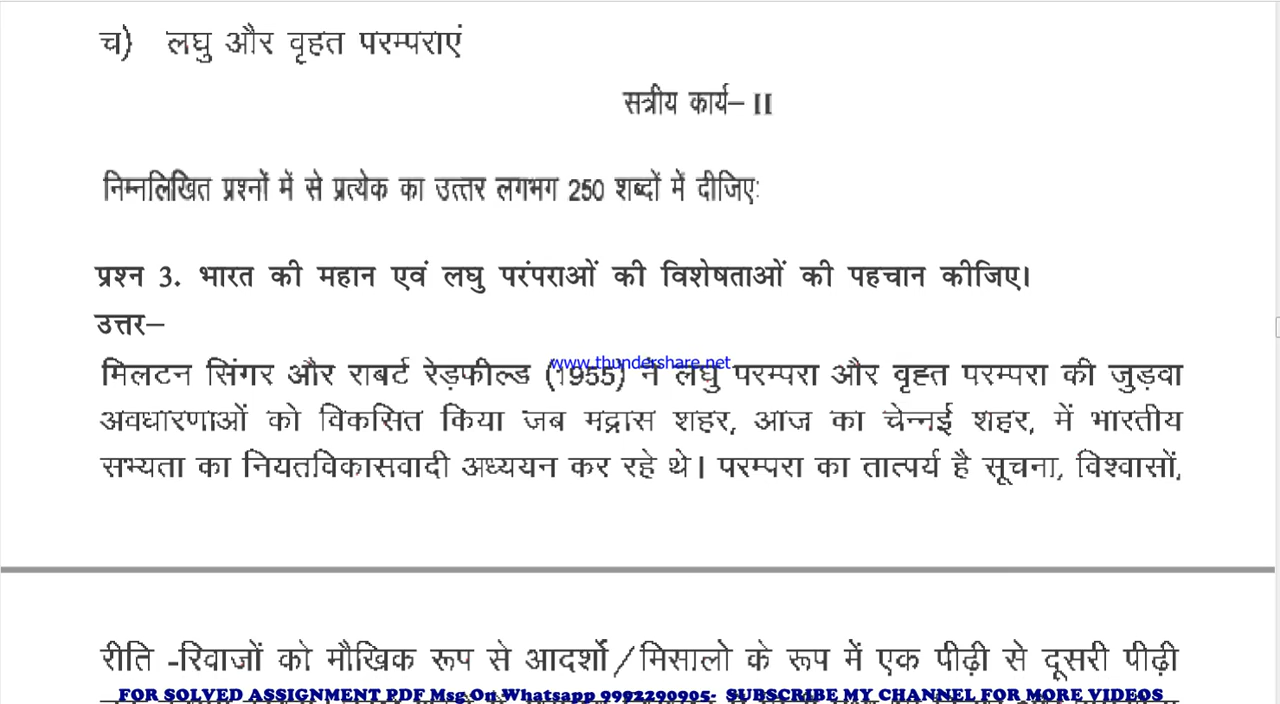 च) लघु और वृहत परम्पराएं
सत्रीय कार्य– II
निम्नलिखित प्रश्नों में से प्रत्येक का उत्तर लगभग 250 शब्दों में दीजिएः
प्रश्न 3. भारत की महान एवं लघु परंपराओं की विशेषताओं की पहचान कीजिए।
उत्तर–
www.thundershare.net
मिलटन सिंगर और राबर्ट रेड़फील्ड (1955) ने लघु परम्परा और वृहत परम्परा की जुड़वा
अवधारणाओं को विकसित किया जब मद्रास शहर, आज का चेन्नई शहर, में भारतीय
सभ्यता का नियतविकासवादी अध्ययन कर रहे थे। परम्परा का तात्पर्य है सूचना, विश्वासों,
रीति -रिवाजों को मौखिक रूप से आदर्शो/मिसालो के रूप में एक पीढ़ी से दूसरी पीढ़ी
FOR SOLVED ASSIGNMENT PDF Msg On Whatsapp 9992290905- SUBSCRIBE MY CHANNEL FOR MORE VIDEOS